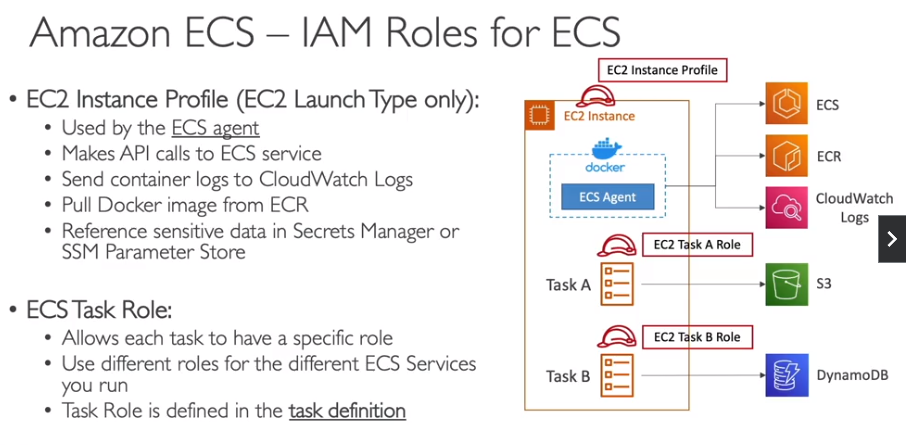 Amazon ECS – IAM Roles for ECS
• EC2 Instance Profile (EC2 Launch Type only):
• Used by the ECS agent
• Makes API calls to ECS service
• Send container logs to CloudWatch Logs
• Pull Docker image from ECR
• Reference sensitive data in Secrets Manager or
SSM Parameter Store
• ECS Task Role:
• Allows each task to have a specific role
• Use different roles for the different ECS Services
you run
• Task Role is defined in the task definition
EC2 Instance Profile
EC2 Instance
docker
ECS Agent
ECS
ECR
CloudWatch
Logs
EC2 Task A Role
Task A
S3
EC2 Task B Role
Task B
DynamoDB